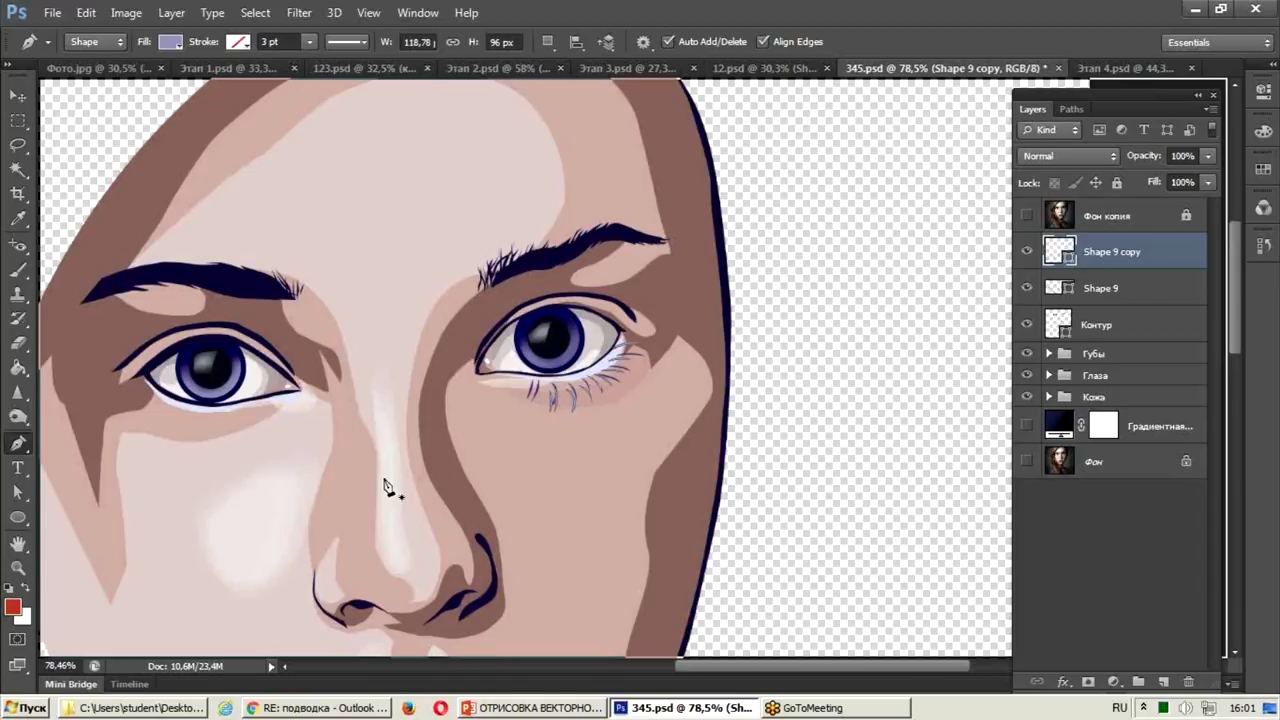 Ps File Edit Image Layer Type Select Filter 3D View Window Help
Shape Fill: Stroke: 3 pt W: 118,78 H: 96 px Auto Add/Delete Align Edges Essentials
Фото.jpg @ 30,5% (... × Этап 1.psd @ 33,3... × 123.psd @ 32,5% (к... × Этап 2.psd @ 58% (... × Этап 3.psd @ 27,3... × 12.psd @ 30,3% (Sh... × 345.psd @ 78,5% (Shape 9 copy, RGB/8) * × Этап 4.psd @ 44,3... ×
Layers Paths
Kind
Normal Opacity: 100%
Lock: Fill: 100%
Фон копия
Shape 9 copy
Shape 9
Контур
Губы
Глаза
Кожа
Градиентная...
Фон
78,46% Doc: 10,6M/23,4M
Mini Bridge Timeline
Пуск C:\Users\student\Deskto... RE: подводка - Outlook ... ОТРИСОВКА ВЕКТОРНО... Ps 345.psd @ 78,5% (Sh... GoToMeeting RU 16:01